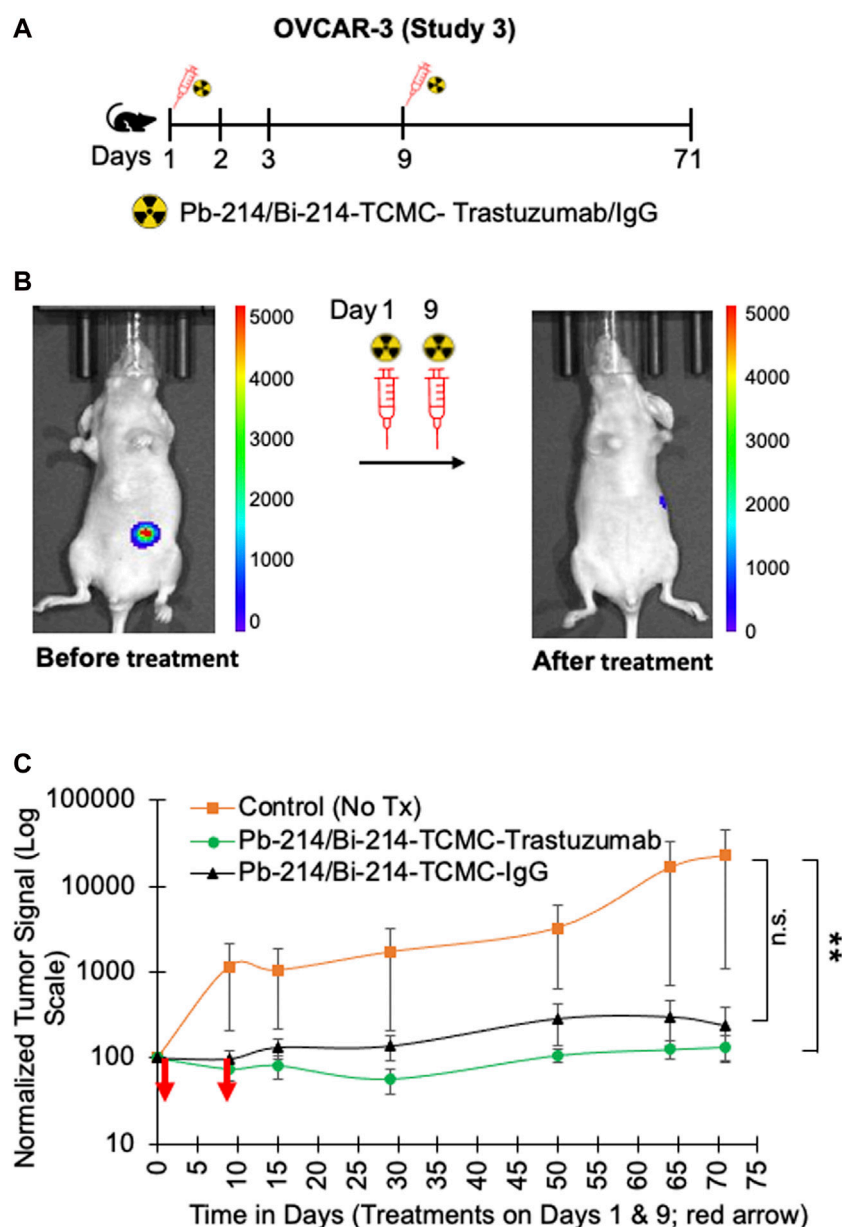 A
OVCAR-3 (Study 3)
Days 1 2 3 9 71
Pb-214/Bi-214-TCMC- Trastuzumab/IgG
B
Day 1 9
5000
4000
3000
2000
1000
0
Before treatment
5000
4000
3000
2000
1000
0
After treatment
C
Normalized Tumor Signal (Log
Scale)
100000
10000
1000
100
10
Control (No Tx)
Pb-214/Bi-214-TCMC-Trastuzumab
Pb-214/Bi-214-TCMC-IgG
n.s.
**
0 5 10 15 20 25 30 35 40 45 50 55 60 65 70 75
Time in Days (Treatments on Days 1 & 9; red arrow)